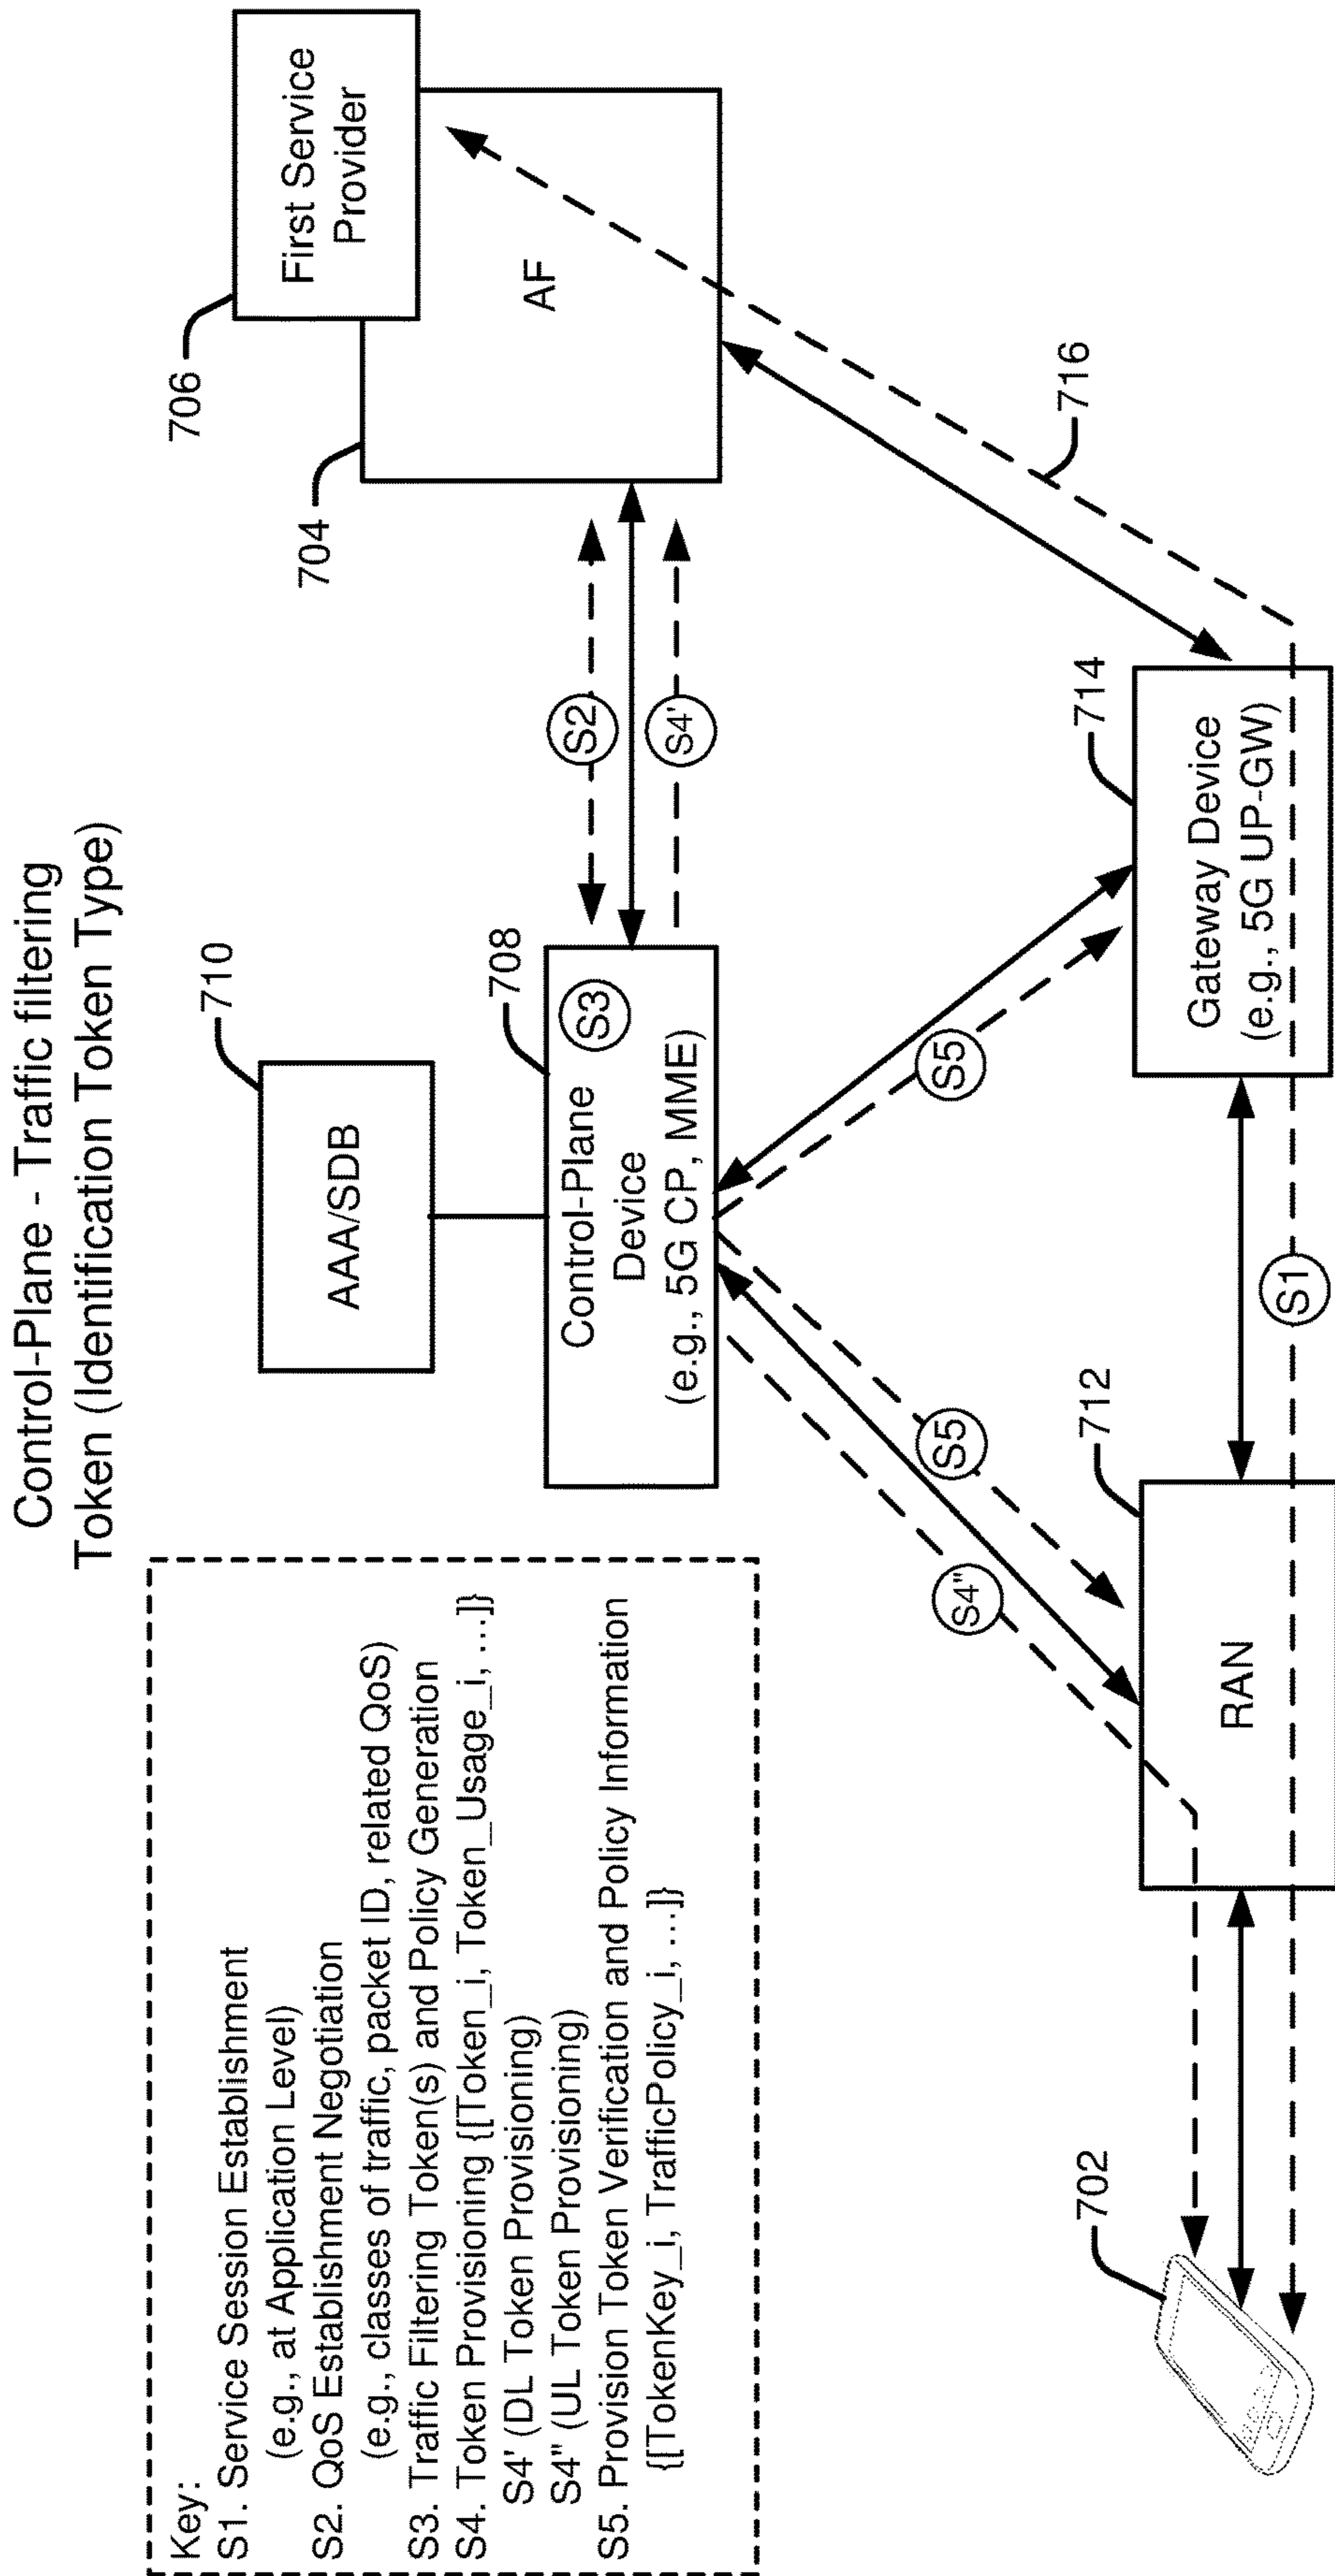 Control-Plane - Traffic filtering
Token (Identification Token Type)
Key:
S1. Service Session Establishment
(e.g., at Application Level)
S2. QoS Establishment Negotiation
(e.g., classes of traffic, packet ID, related QoS)
S3. Traffic Filtering Token(s) and Policy Generation
S4. Token Provisioning {[Token_i, Token_Usage_i, …]}
S4' (DL Token Provisioning)
S4" (UL Token Provisioning)
S5. Provision Token Verification and Policy Information
{[TokenKey_i, TrafficPolicy_i, …]}
710
AAA/SDB
708
Control-Plane
Device
(e.g., 5G CP, MME)
S3
S2
S4'
704
706
First Service
Provider
AF
S4"
S5
S5
716
702
712
RAN
S1
714
Gateway Device
(e.g., 5G UP-GW)